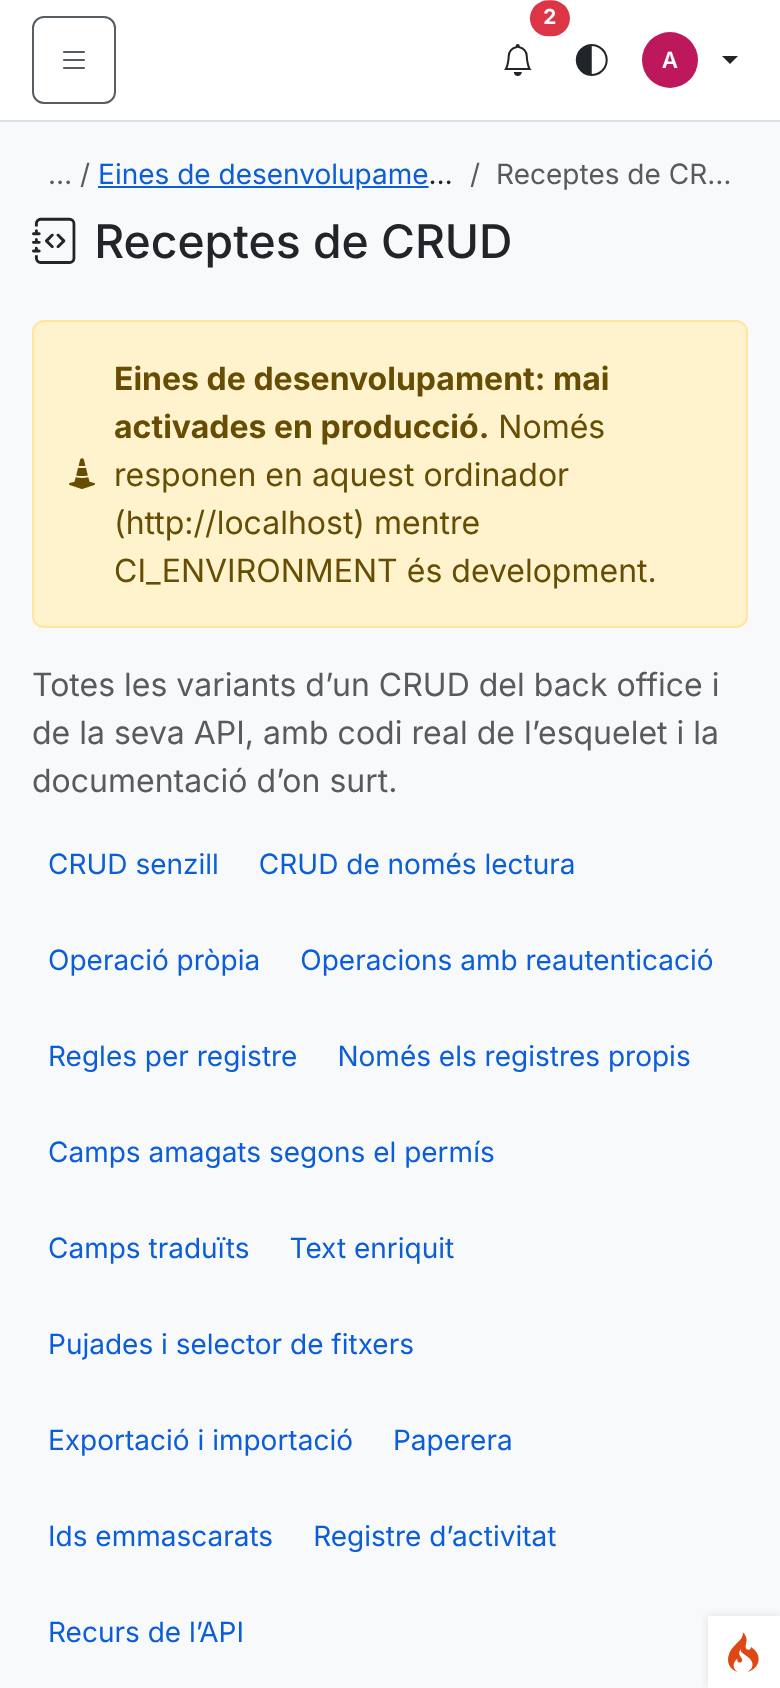 2
A
... / Eines de desenvolupame... / Receptes de CR...
Receptes de CRUD
Eines de desenvolupament: mai
activades en producció. Només
responen en aquest ordinador
(http://localhost) mentre
CI_ENVIRONMENT és development.
Totes les variants d’un CRUD del back office i
de la seva API, amb codi real de l’esquelet i la
documentació d’on surt.
CRUD senzill CRUD de només lectura
Operació pròpia Operacions amb reautenticació
Regles per registre Només els registres propis
Camps amagats segons el permís
Camps traduïts Text enriquit
Pujades i selector de fitxers
Exportació i importació Paperera
Ids emmascarats Registre d’activitat
Recurs de l’API